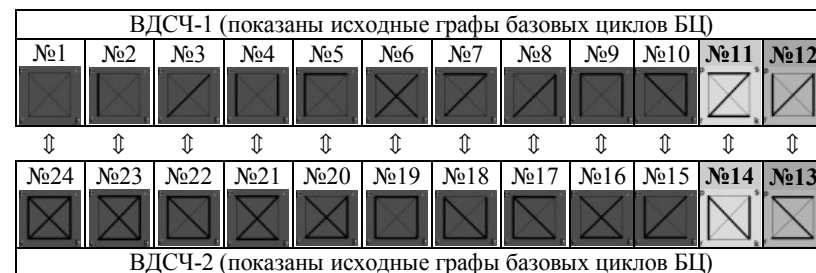 ВДСЧ-1 (показаны исходные графы базовых циклов БЦ)
№1 №2 №3 №4 №5 №6 №7 №8 №9 №10 №11 №12
⇕ ⇕ ⇕ ⇕ ⇕ ⇕ ⇕ ⇕ ⇕ ⇕ ⇕ ⇕
№24 №23 №22 №21 №20 №19 №18 №17 №16 №15 №14 №13
ВДСЧ-2 (показаны исходные графы базовых циклов БЦ)